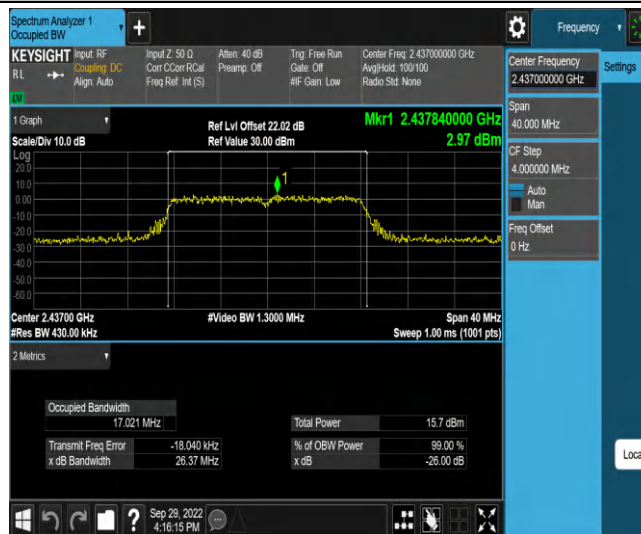 Spectrum Analyzer 1
Occupied BW
Frequency
KEYSIGHT
RL
LV
Input: RF
Coupling: DC
Align: Auto
Input Z: 50 Ω
Corr CCorr RCal
Freq Ref: Int (S)
Atten: 40 dB
Preamp: Off
Trig: Free Run
Gate: Off
#IF Gain: Low
Center Freq: 2.437000000 GHz
Avg|Hold: 100/100
Radio Std: None
Center Frequency
2.437000000 GHz
Settings
Span
40.000 MHz
CF Step
4.000000 MHz
Auto
Man
Freq Offset
0 Hz
1 Graph
Scale/Div 10.0 dB
Ref Lvl Offset 22.02 dB
Ref Value 30.00 dBm
Mkr1 2.437840000 GHz
2.97 dBm
Log
20.0
10.0
0.00
-10.0
-20.0
-30.0
-40.0
-50.0
-60.0
1
Center 2.43700 GHz
#Res BW 430.00 kHz
#Video BW 1.3000 MHz
Span 40 MHz
Sweep 1.00 ms (1001 pts)
2 Metrics
Occupied Bandwidth
17.021 MHz
Total Power 15.7 dBm
Transmit Freq Error -18.040 kHz
% of OBW Power 99.00 %
x dB Bandwidth 26.37 MHz
x dB -26.00 dB
Sep 29, 2022
4:16:15 PM